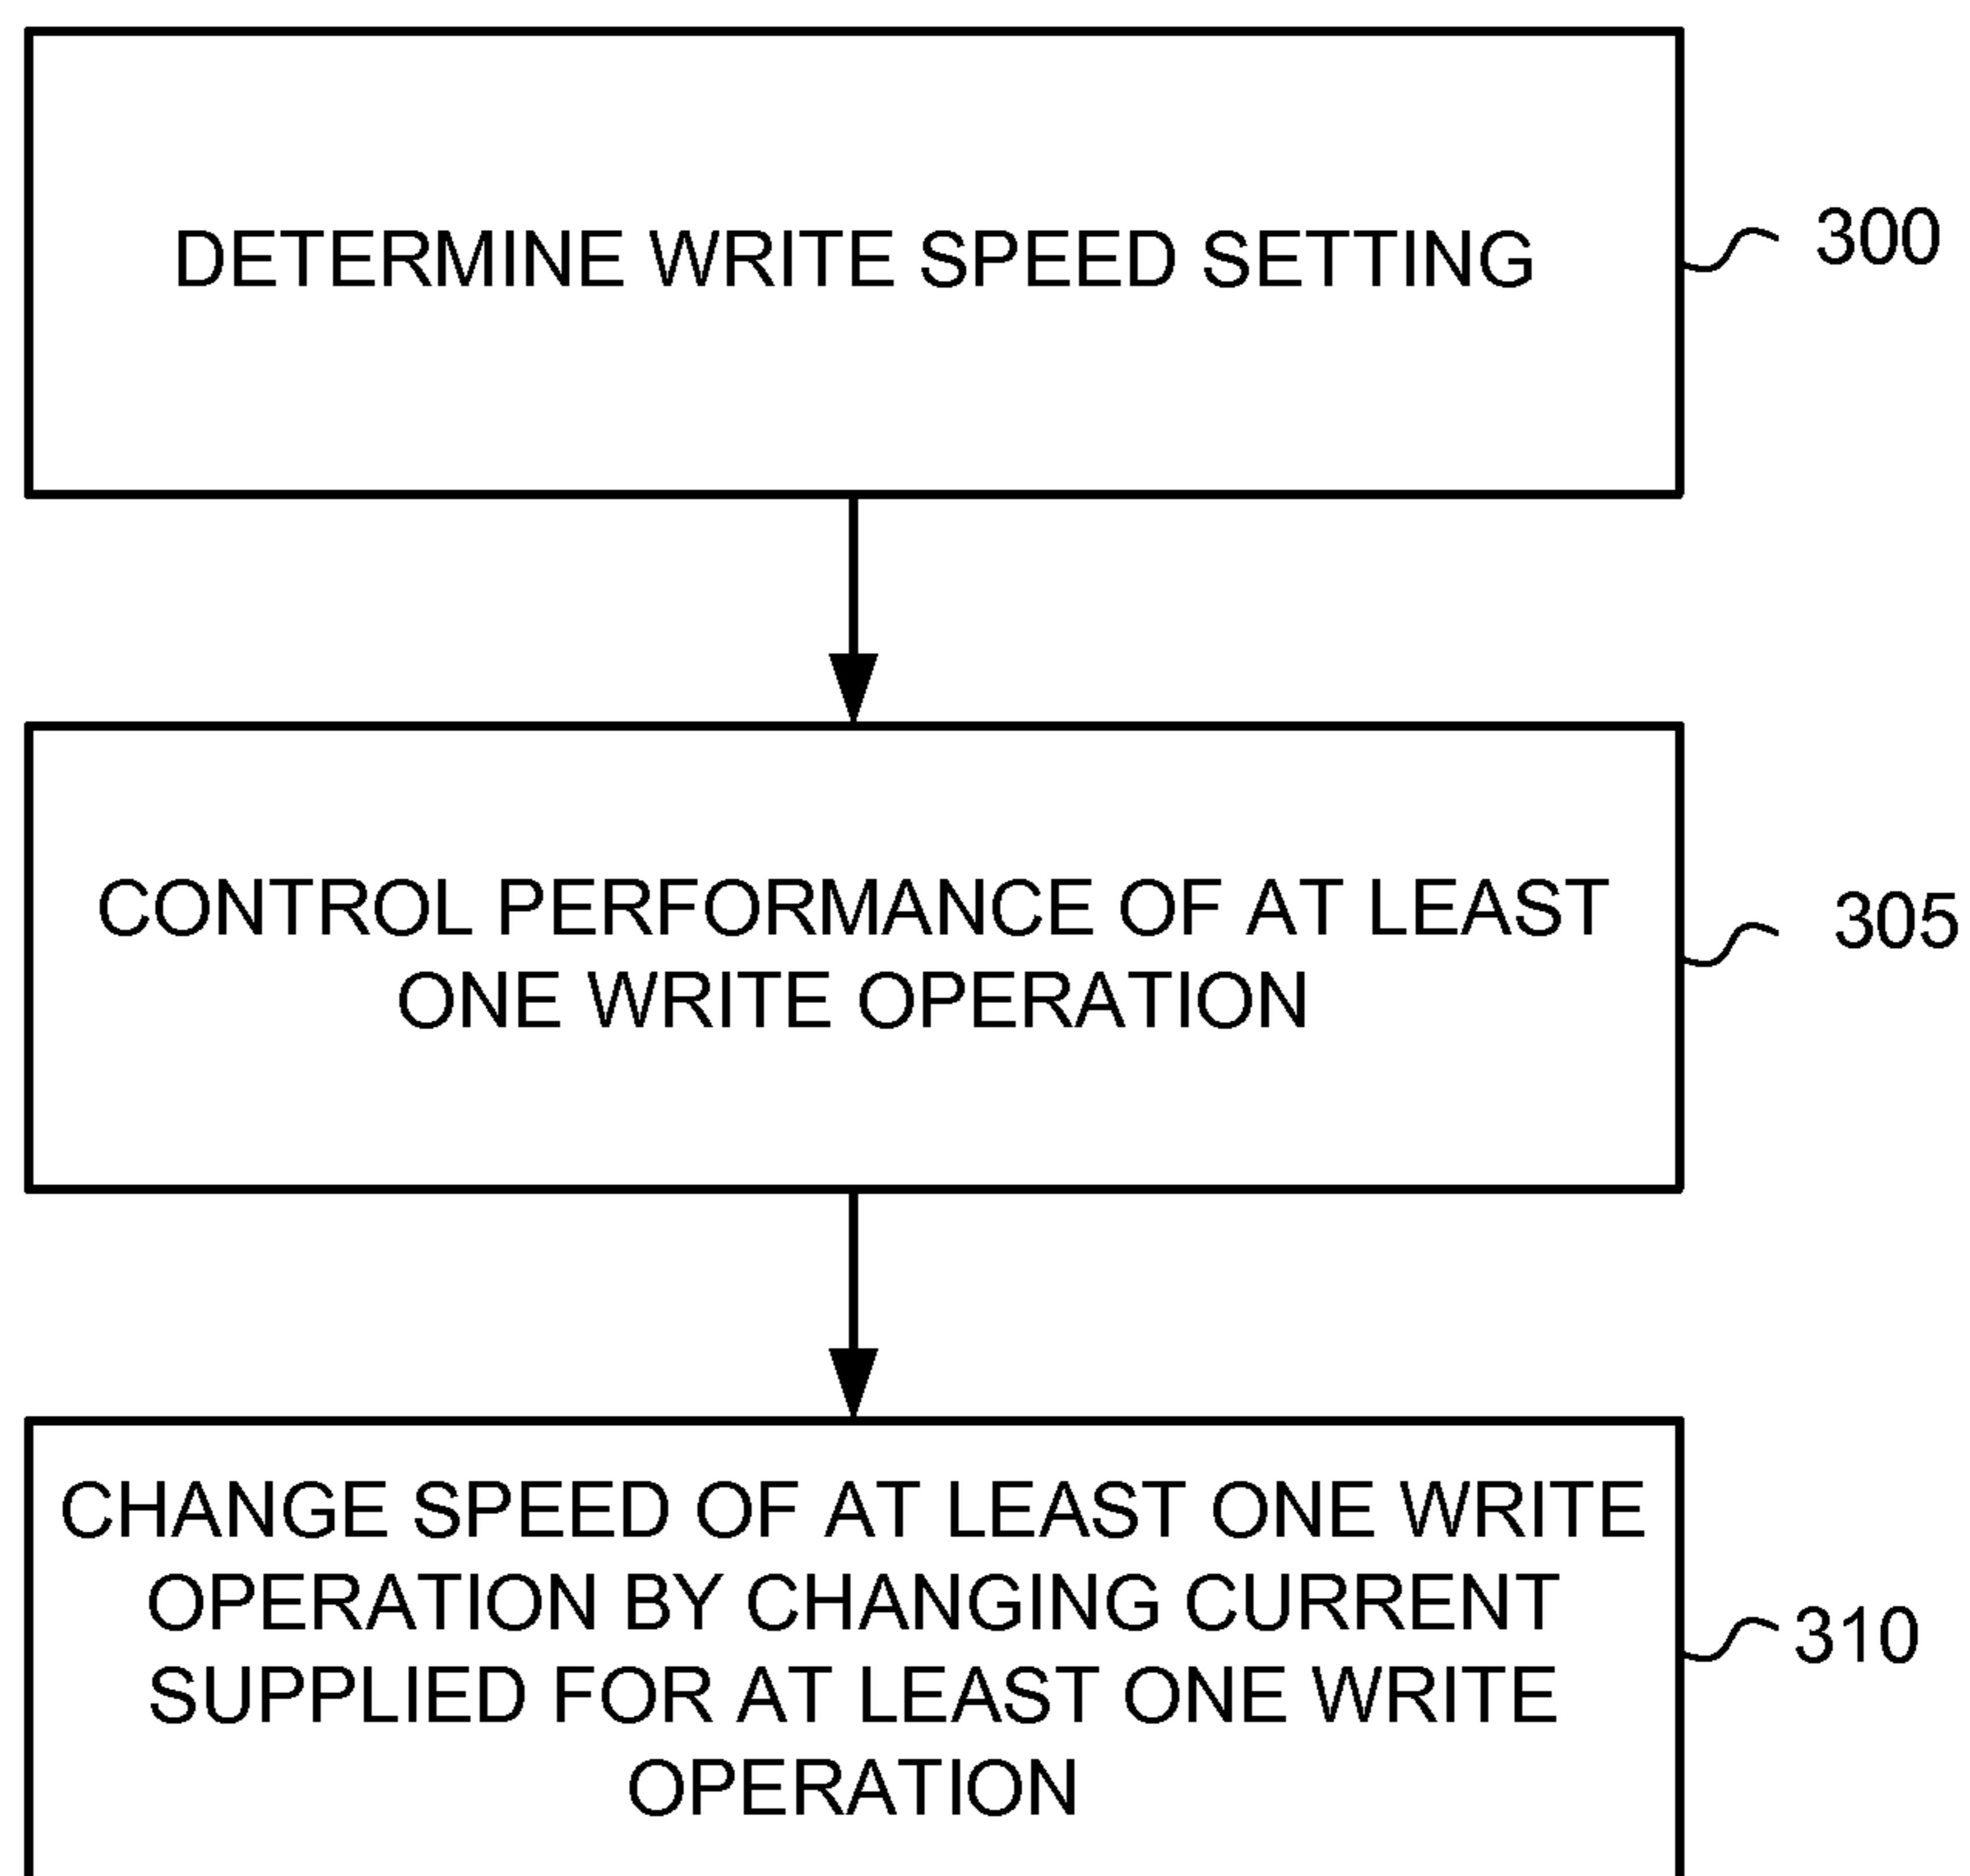 DETERMINE WRITE SPEED SETTING
300
CONTROL PERFORMANCE OF AT LEAST
ONE WRITE OPERATION
305
CHANGE SPEED OF AT LEAST ONE WRITE
OPERATION BY CHANGING CURRENT
SUPPLIED FOR AT LEAST ONE WRITE
OPERATION
310